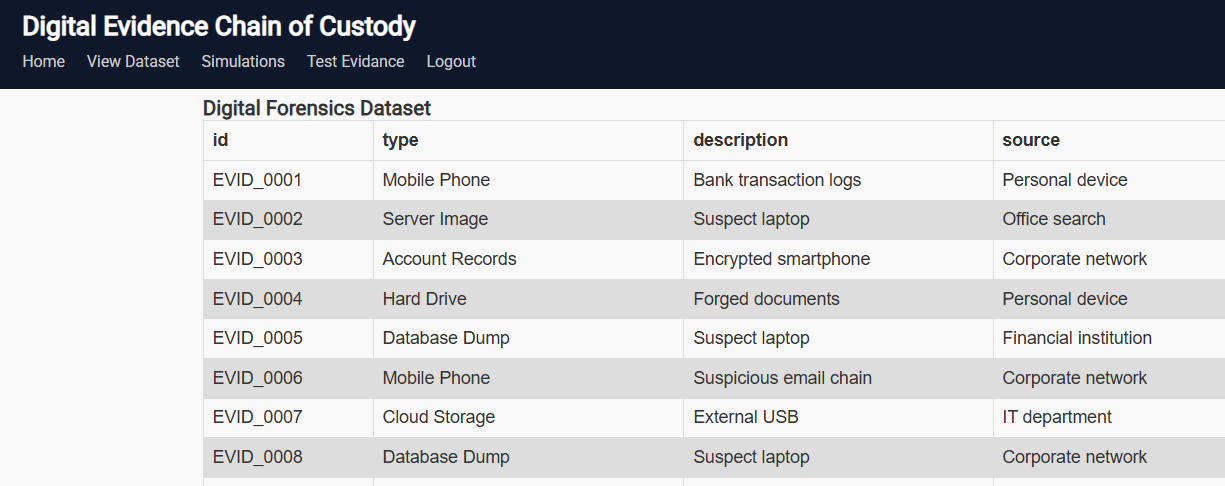 Digital Evidence Chain of Custody
Home View Dataset Simulations Test Evidance Logout
Digital Forensics Dataset
id type description source
EVID_0001 Mobile Phone Bank transaction logs Personal device
EVID_0002 Server Image Suspect laptop Office search
EVID_0003 Account Records Encrypted smartphone Corporate network
EVID_0004 Hard Drive Forged documents Personal device
EVID_0005 Database Dump Suspect laptop Financial institution
EVID_0006 Mobile Phone Suspicious email chain Corporate network
EVID_0007 Cloud Storage External USB IT department
EVID_0008 Database Dump Suspect laptop Corporate network